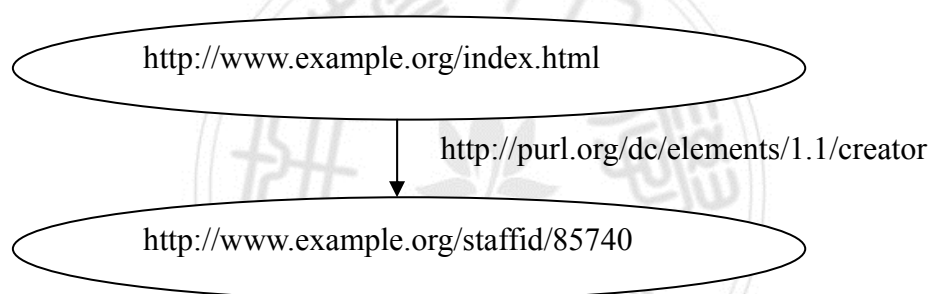 http://www.example.org/index.html
http://purl.org/dc/elements/1.1/creator
http://www.example.org/staffid/85740